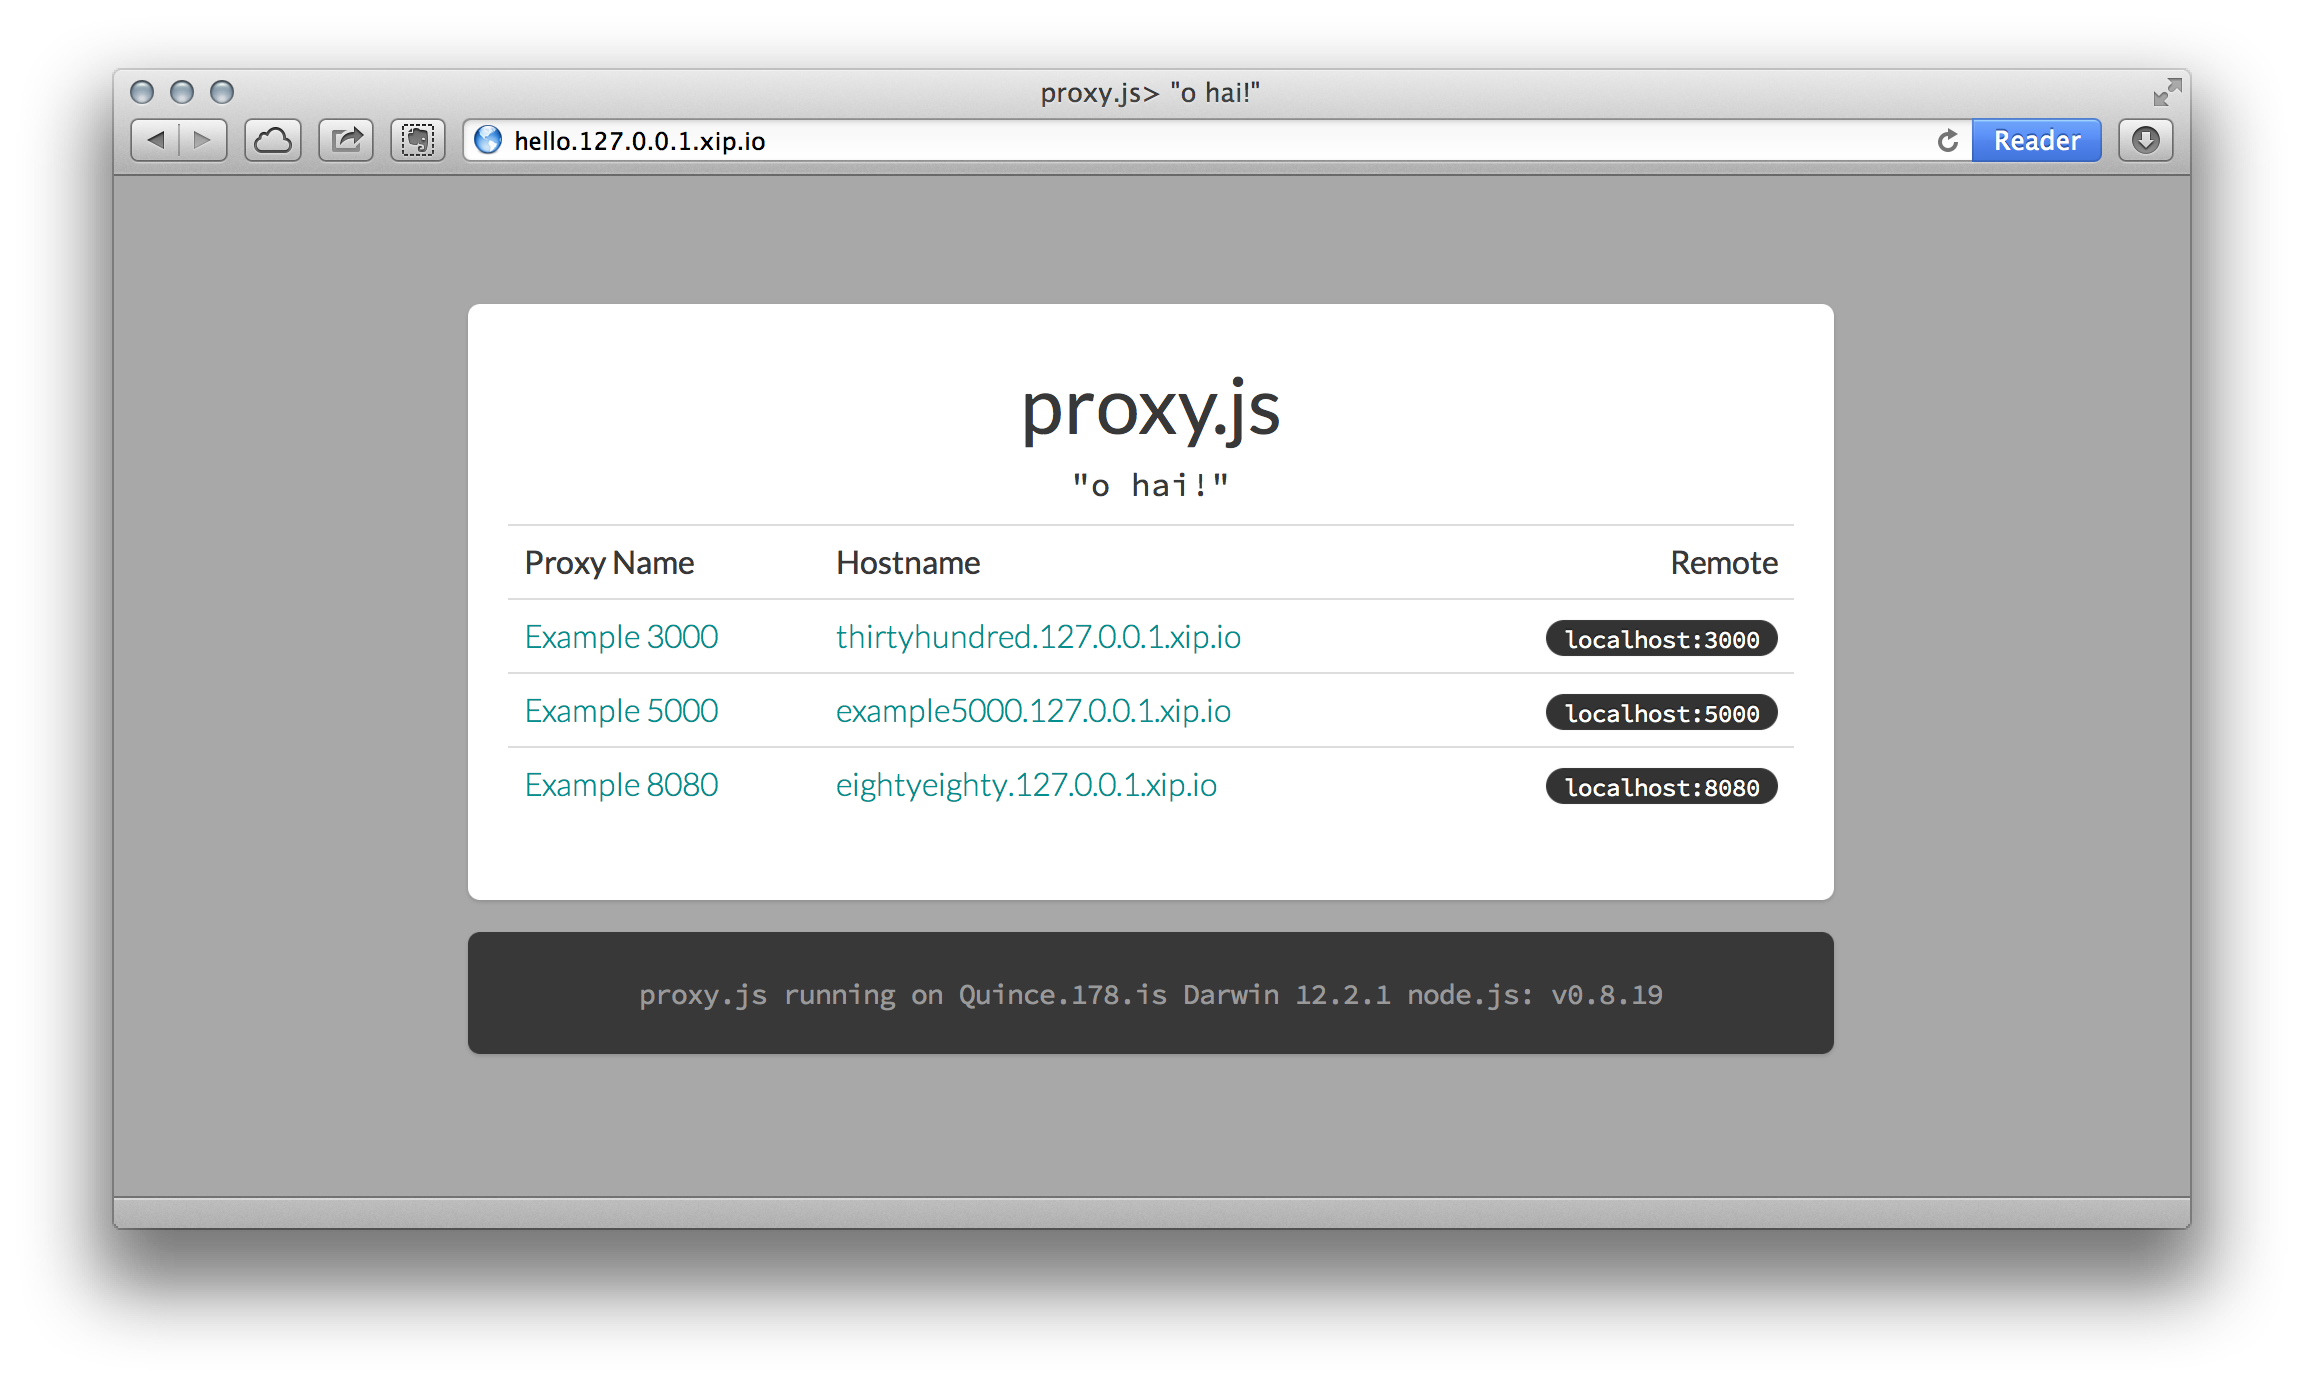 proxy.js> "o hai!"
hello.127.0.0.1.xip.io
Reader
proxy.js
"o hai!"
Proxy Name Hostname Remote
Example 3000 thirtyhundred.127.0.0.1.xip.io localhost:3000
Example 5000 example5000.127.0.0.1.xip.io localhost:5000
Example 8080 eightyeighty.127.0.0.1.xip.io localhost:8080
proxy.js running on Quince.178.is Darwin 12.2.1 node.js: v0.8.19